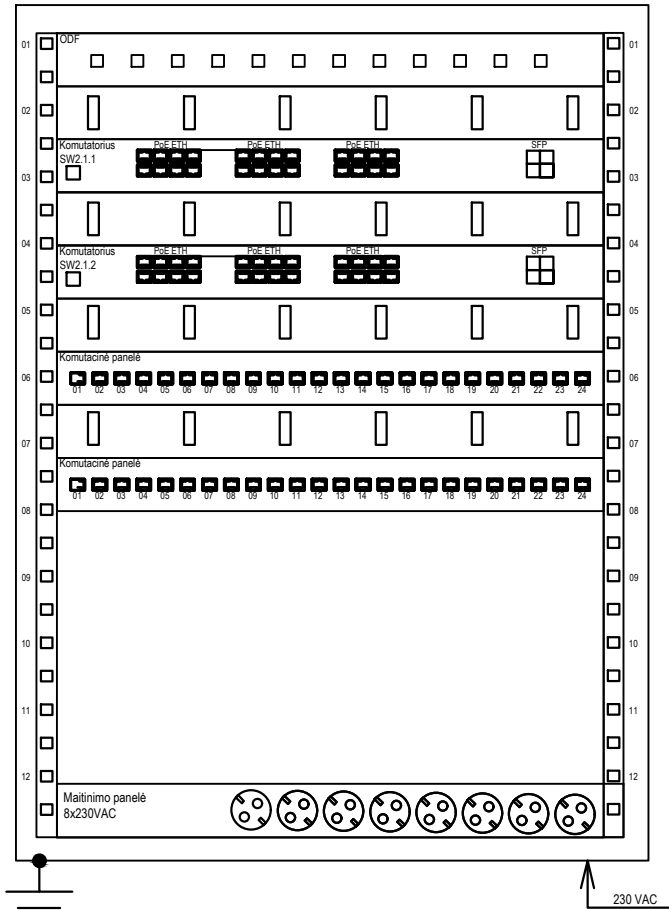 ODF
01 01
02 02
Komutatorius PoE ETH PoE ETH PoE ETH SFP
SW2.1.1
03 03
04 04
Komutatorius PoE ETH PoE ETH PoE ETH SFP
SW2.1.2
05 05
Komutacinė panelė
06 06
01 02 03 04 05 06 07 08 09 10 11 12 13 14 15 16 17 18 19 20 21 22 23 24
07 07
Komutacinė panelė
01 02 03 04 05 06 07 08 09 10 11 12 13 14 15 16 17 18 19 20 21 22 23 24
08 08
09 09
10 10
11 11
12 12
Maitinimo panelė
8x230VAC
230 VAC